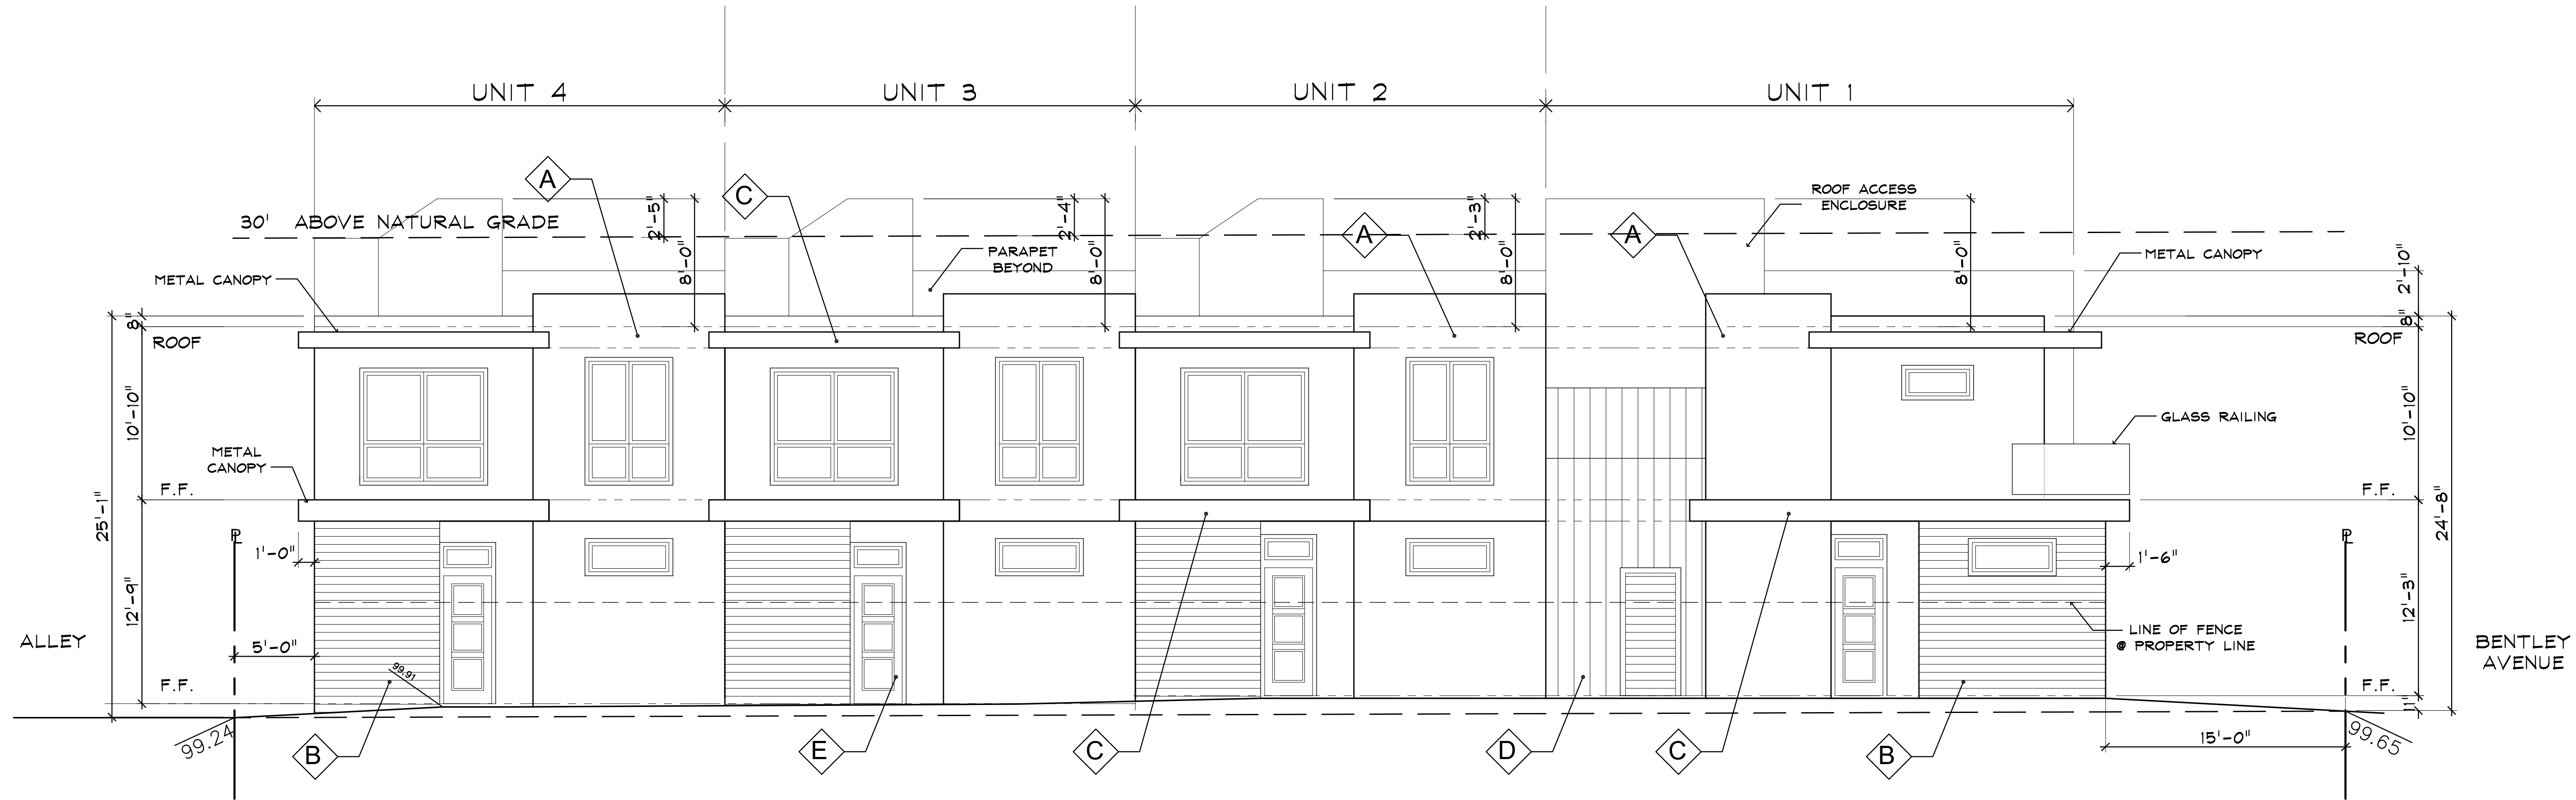 UNIT 4
UNIT 3
UNIT 2
UNIT 1
A
C
A
A
2'-5"
8'-0"
2'-4"
8'-0"
2'-3"
8'-0"
8'-0"
ROOF ACCESS
ENCLOSURE
30' ABOVE NATURAL GRADE
PARAPET
BEYOND
METAL CANOPY
METAL CANOPY
2'-10"
8"
8"
ROOF
ROOF
10'-10"
10'-10"
GLASS RAILING
METAL
CANOPY
F.F.
F.F.
25'-1"
24'-8"
PL
PL
1'-0"
1'-6"
12'-9"
12'-3"
ALLEY
5'-0"
LINE OF FENCE
@ PROPERTY LINE
BENTLEY
AVENUE
99.91
F.F.
F.F.
11"
99.24
99.65
15'-0"
B
E
C
D
C
B